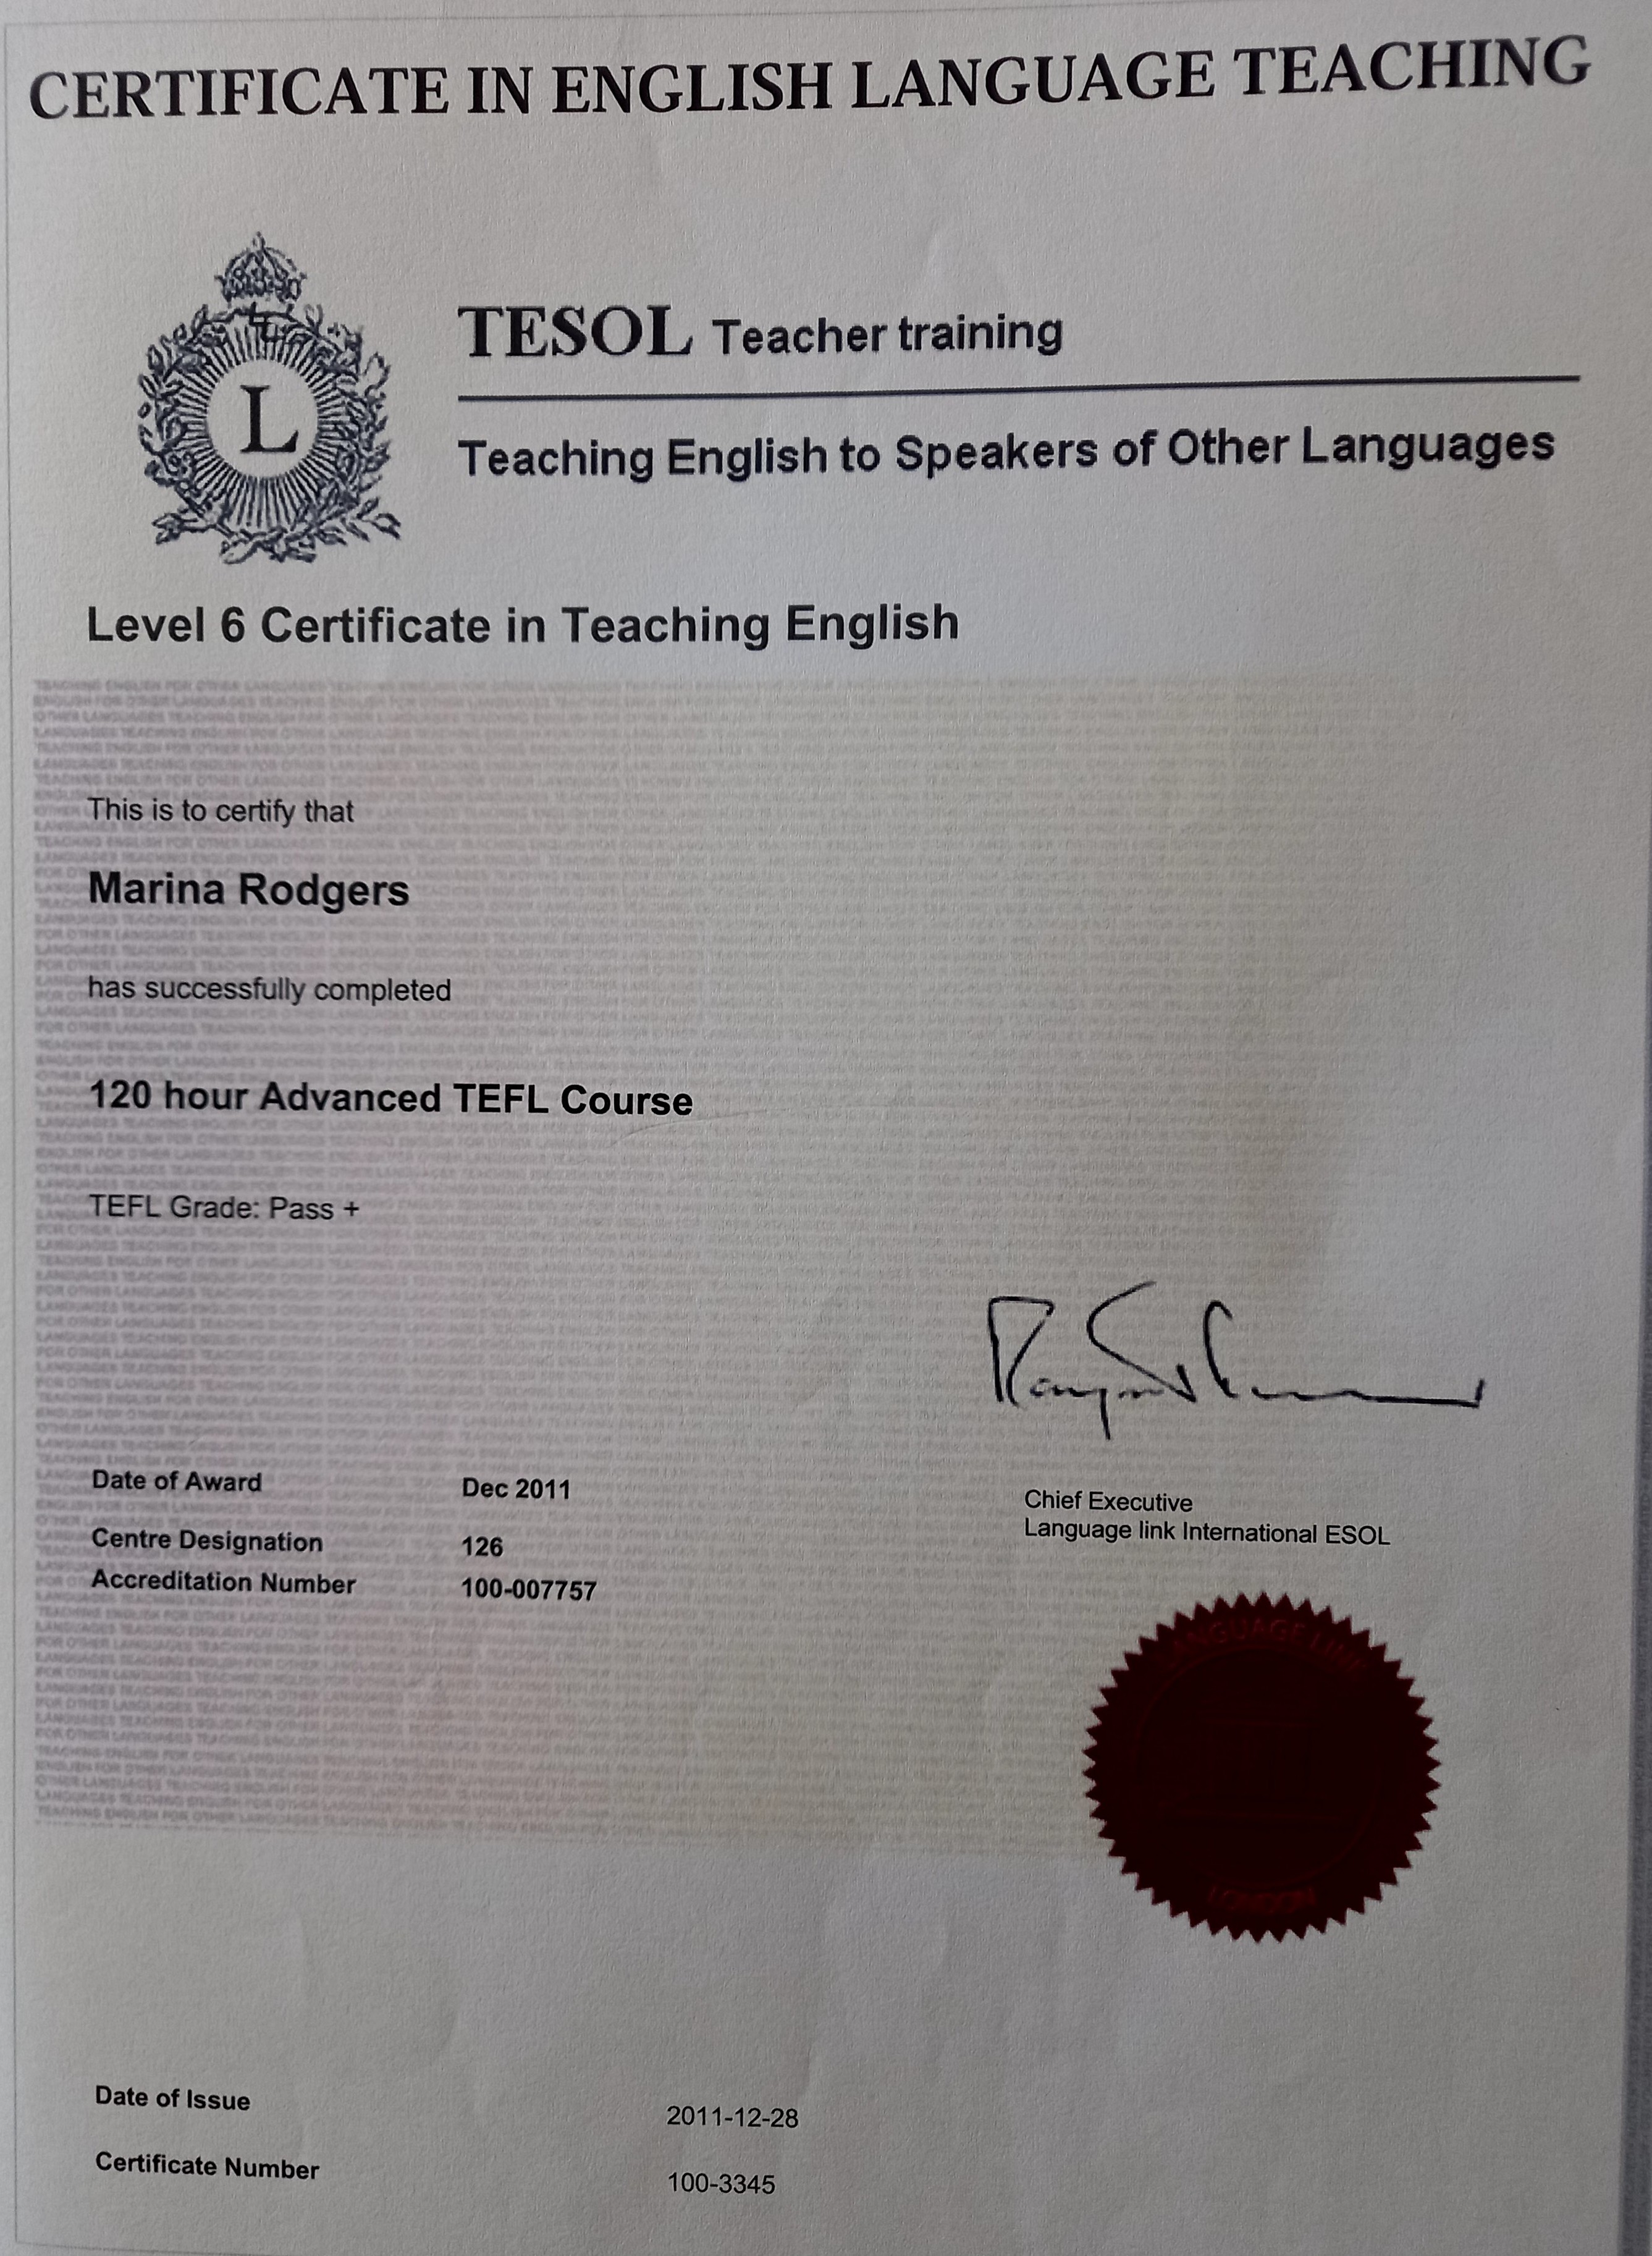 CERTIFICATE IN ENGLISH LANGUAGE TEACHING
L
TESOL Teacher training
Teaching English to Speakers of Other Languages
Level 6 Certificate in Teaching English
This is to certify that
Marina Rodgers
has successfully completed
120 hour Advanced TEFL Course
TEFL Grade: Pass +
Date of Award Dec 2011
Centre Designation 126
Accreditation Number 100-007757
Chief Executive
Language link International ESOL
LANGUAGE LINK
LONDON
Date of Issue 2011-12-28
Certificate Number 100-3345